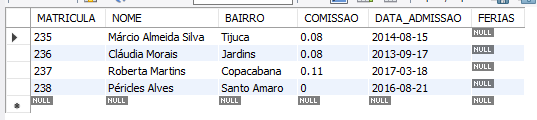 MATRICULA NOME BAIRRO COMISSAO DATA_ADMISSAO FERIAS
235 Márcio Almeida Silva Tijuca 0.08 2014-08-15 NULL
236 Cláudia Morais Jardins 0.08 2013-09-17 NULL
237 Roberta Martins Copacabana 0.11 2017-03-18 NULL
238 Péricles Alves Santo Amaro 0 2016-08-21 NULL
NULL NULL NULL NULL NULL NULL